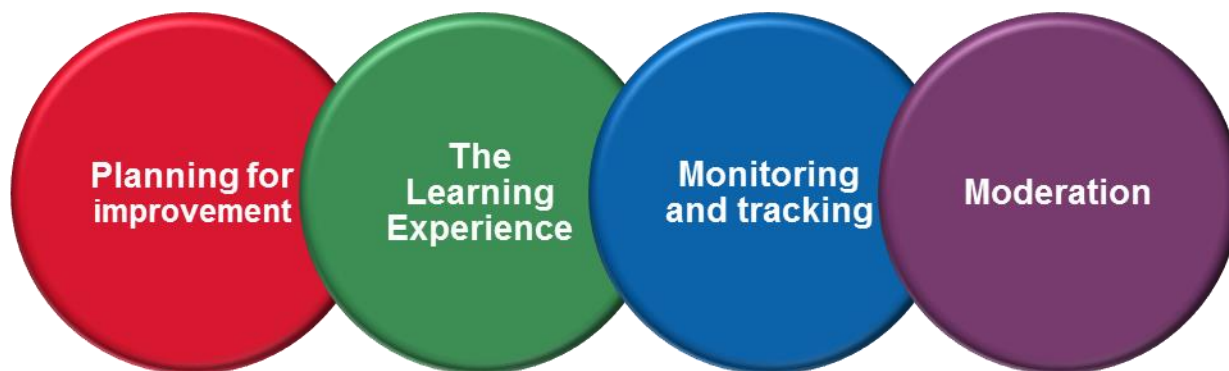 Planning for
improvement
The
Learning
Experience
Monitoring
and tracking
Moderation